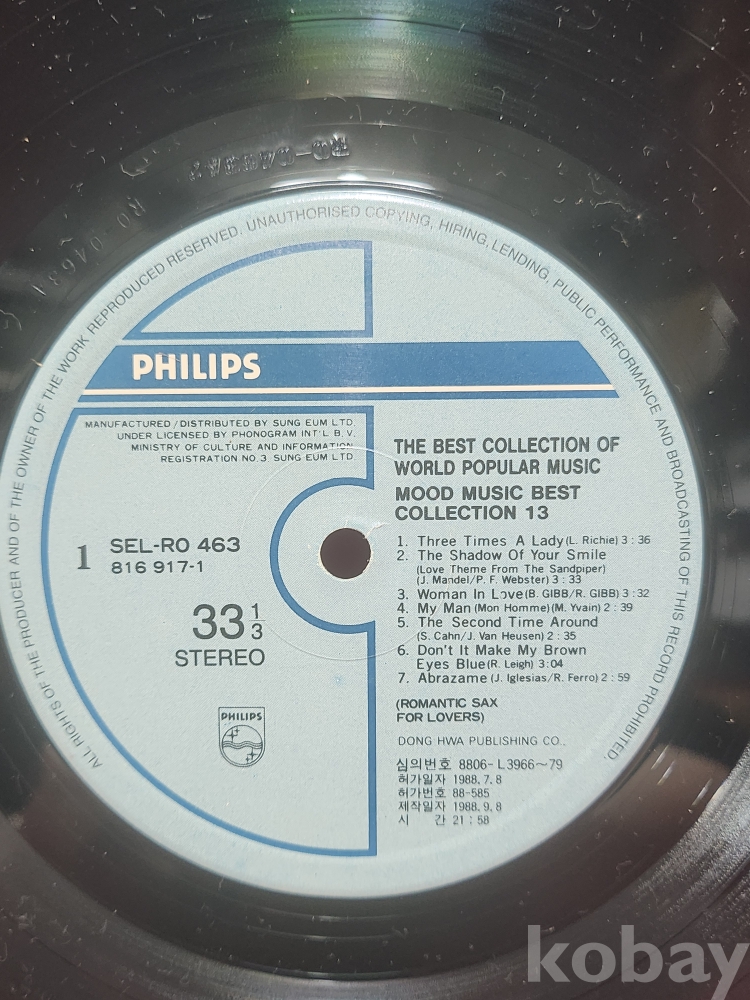 ALL RIGHTS OF THE PRODUCER AND OF THE OWNER OF THE WORK REPRODUCED RESERVED. UNAUTHORISED COPYING, HIRING, LENDING, PUBLIC PERFORMANCE AND BROADCASTING OF THIS RECORD PROHIBITED.
PHILIPS
MANUFACTURED / DISTRIBUTED BY SUNG EUM LTD.
UNDER LICENSED BY PHONOGRAM INT'L B.V.
MINISTRY OF CULTURE AND INFORMATION
REGISTRATION NO. 3 SUNG EUM LTD
1
SEL-RO 463
816 917-1
33 1/3
STEREO
PHILIPS
THE BEST COLLECTION OF
WORLD POPULAR MUSIC
MOOD MUSIC BEST
COLLECTION 13
1. Three Times A Lady (L. Richie) 3 : 36
2. The Shadow Of Your Smile
(Love Theme From The Sandpiper)
(J. Mandel/P. F. Webster) 3 : 33
3. Woman In Love (B. GIBB/R. GIBB) 3 : 32
4. My Man (Mon Homme) (M. Yvain) 2 : 39
5. The Second Time Around
(S. Cahn/J. Van Heusen) 2 : 35
6. Don't It Make My Brown
Eyes Blue (R. Leigh) 3:04
7. Abrazame (J. Iglesias/R. Ferro) 2 : 59
(ROMANTIC SAX
FOR LOVERS)
DONG HWA PUBLISHING CO.,
심의번호 8806- L3966~79
허가일자 1988. 7. 8
허가번호 88-585
제작일자 1988. 9. 8
시 간 21 : 58
kobay